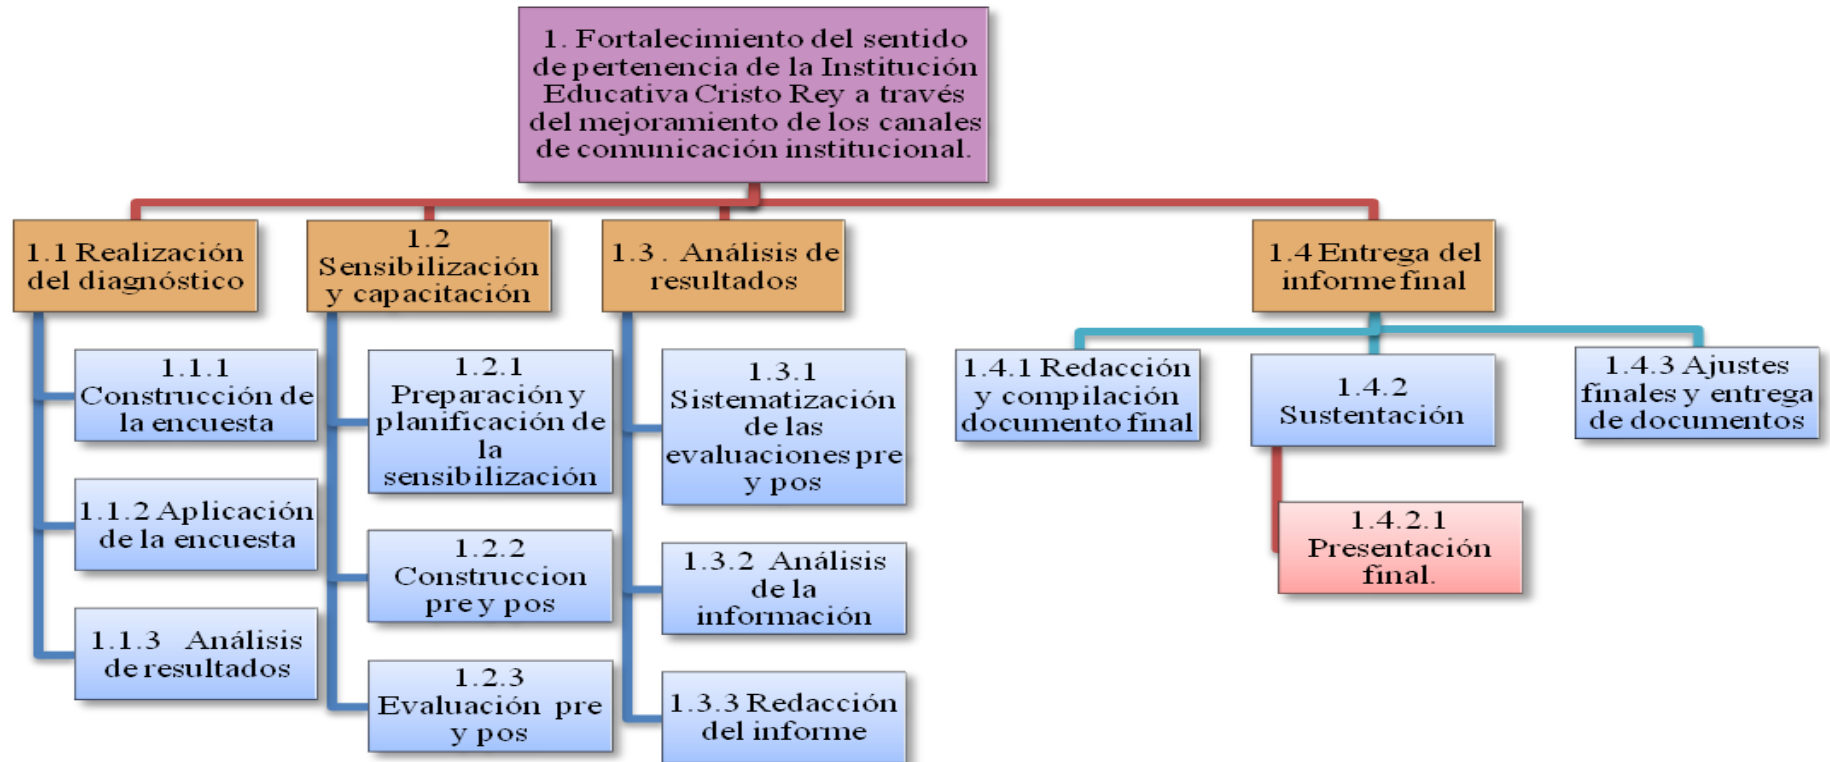 1. Fortalecimiento del sentido
de pertenencia de la Institución
Educativa Cristo Rey a través
del mejoramiento de los canales
de comunicación institucional.
1.1 Realización
del diagnóstico
1.1.1
Construcción de
la encuesta
1.1.2 Aplicación
de la encuesta
1.1.3 Análisis
de resultados
1.2
Sensibilización
y capacitación
1.2.1
Preparación y
planificación de
la
sensibilización
1.2.2
Construccion
pre y pos
1.2.3
Evaluación pre
y pos
1.3 . Análisis de
resultados
1.3.1
Sistematización
de las
evaluaciones pre
y pos
1.3.2 Análisis
de la
información
1.3.3 Redacción
del informe
1.4 Entrega del
informe final
1.4.1 Redacción
y compilación
documento final
1.4.2
Sustentación
1.4.2.1
Presentación
final.
1.4.3 Ajustes
finales y entrega
de documentos